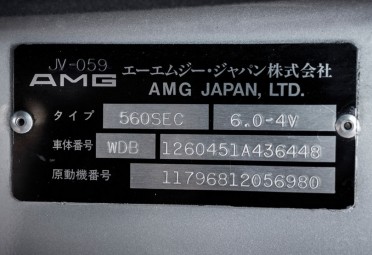 JV-059
AMG エーエムジー・ジャパン株式会社
AMG JAPAN, LTD.
タイプ 560SEC 6.0-4V
車体番号 WDB 1260451A436448
原動機番号 11796812056980